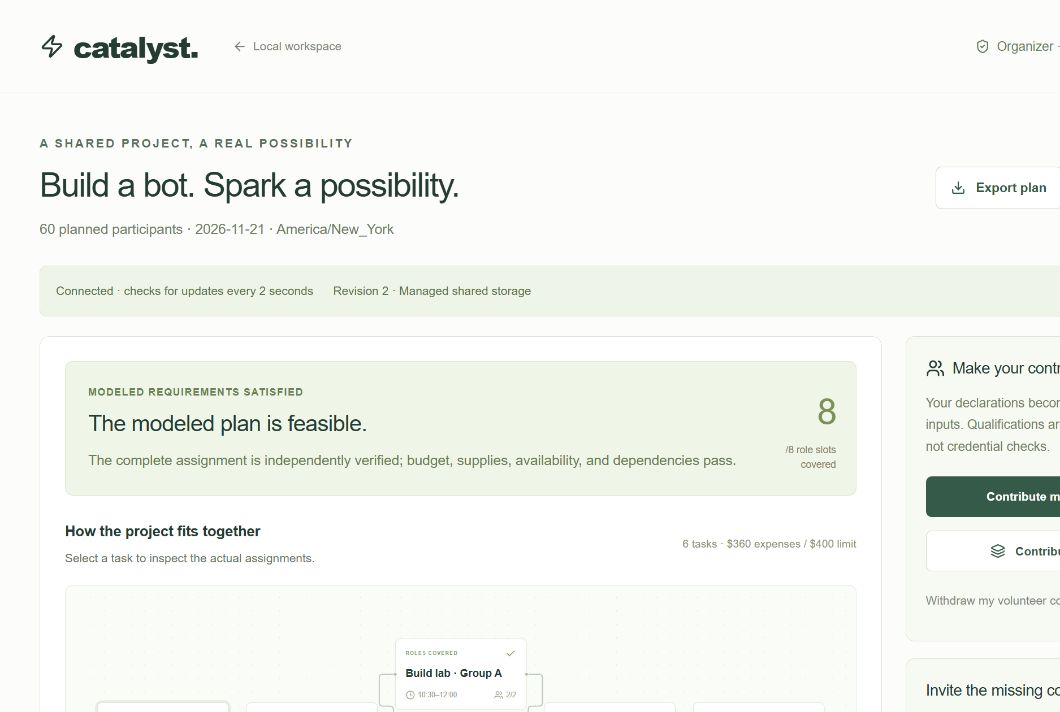 catalyst.
Local workspace
Organizer ·
A SHARED PROJECT, A REAL POSSIBILITY
Build a bot. Spark a possibility.
60 planned participants · 2026-11-21 · America/New_York
Export plan
Connected · checks for updates every 2 seconds
Revision 2 · Managed shared storage
MODELED REQUIREMENTS SATISFIED
The modeled plan is feasible.
The complete assignment is independently verified; budget, supplies, availability, and dependencies pass.
8
/8 role slots
covered
How the project fits together
Select a task to inspect the actual assignments.
6 tasks · $360 expenses / $400 limit
ROLES COVERED
Build lab · Group A
10:30–12:00
2/2
Make your contr
Your declarations becom
inputs. Qualifications ar
not credential checks.
Contribute m
Contribu
Withdraw my volunteer co
Invite the missing co